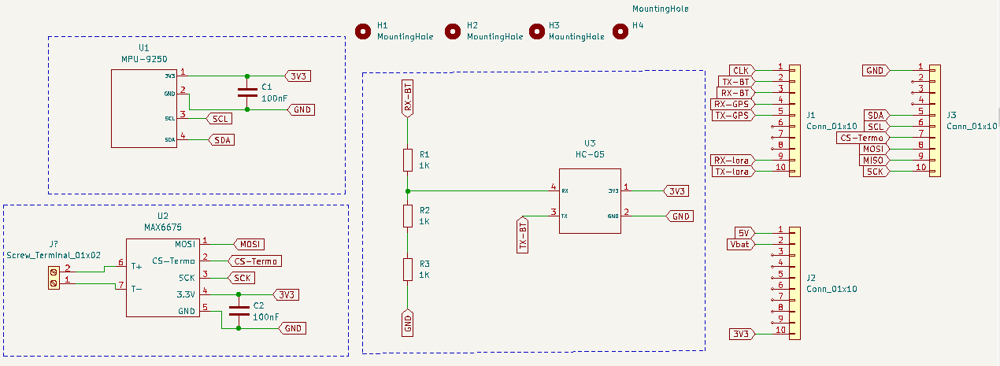 MountingHole
H1
MountingHole
H2
MountingHole
H3
MountingHole
H4
U1
MPU-9250
3V3
1
3V3
GND
2
C1
100nF
GND
SCL
3
SCL
SDA
4
SDA
U2
MAX6675
J?
Screw_Terminal_01x02
2
1
6
T+
7
T-
MOSI
1
MOSI
CS-Termo
2
CS-Termo
SCK
3
SCK
3.3V
4
3V3
GND
5
C2
100nF
GND
RX-BT
R1
1K
R2
1K
R3
1K
GND
U3
HC-05
4
RX
3
TX
TX-BT
3V3
1
3V3
GND
2
GND
CLK
1
TX-BT
2
RX-BT
3
RX-GPS
4
TX-GPS
5
6
7
8
RX-lora
9
TX-lora
10
J1
Conn_01x10
GND
1
2
3
4
SDA
5
SCL
6
CS-Termo
7
MOSI
8
MISO
9
SCK
10
J3
Conn_01x10
5V
1
Vbat
2
3
4
5
6
7
8
9
3V3
10
J2
Conn_01x10